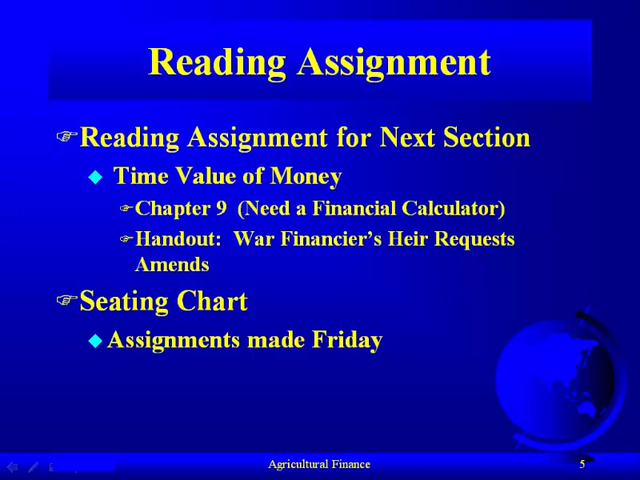 Reading Assignment
Reading Assignment for Next Section
Time Value of Money
Chapter 9 (Need a Financial Calculator)
Handout: War Financier's Heir Requests
Amends
Seating Chart
Assignments made Friday
Agricultural Finance
5